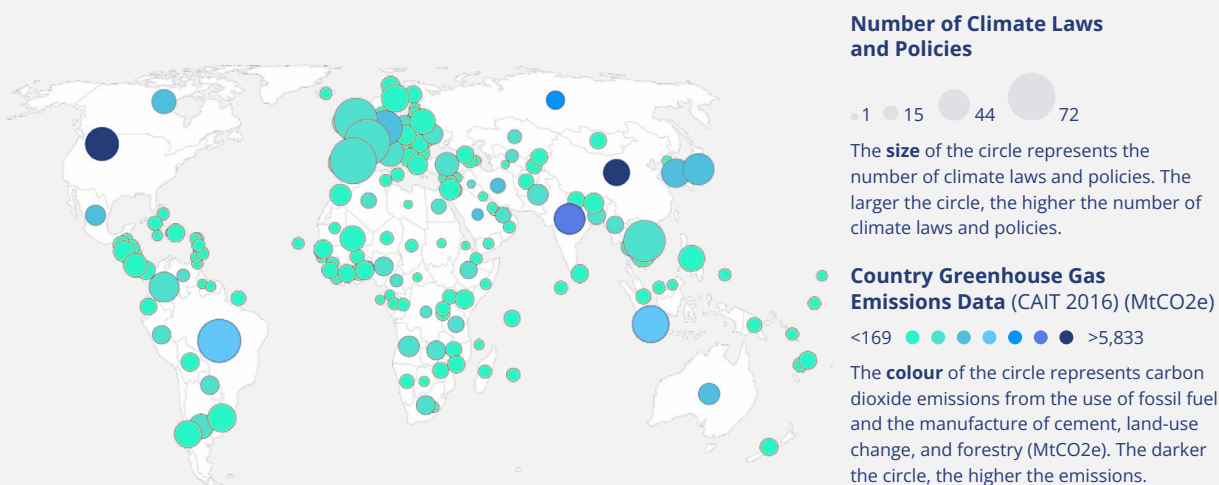 Number of Climate Laws
and Policies
1 15 44 72
The size of the circle represents the
number of climate laws and policies. The
larger the circle, the higher the number of
climate laws and policies.
Country Greenhouse Gas
Emissions Data (CAIT 2016) (MtCO2e)
<169 >5,833
The colour of the circle represents carbon
dioxide emissions from the use of fossil fuel
and the manufacture of cement, land-use
change, and forestry (MtCO2e). The darker
the circle, the higher the emissions.